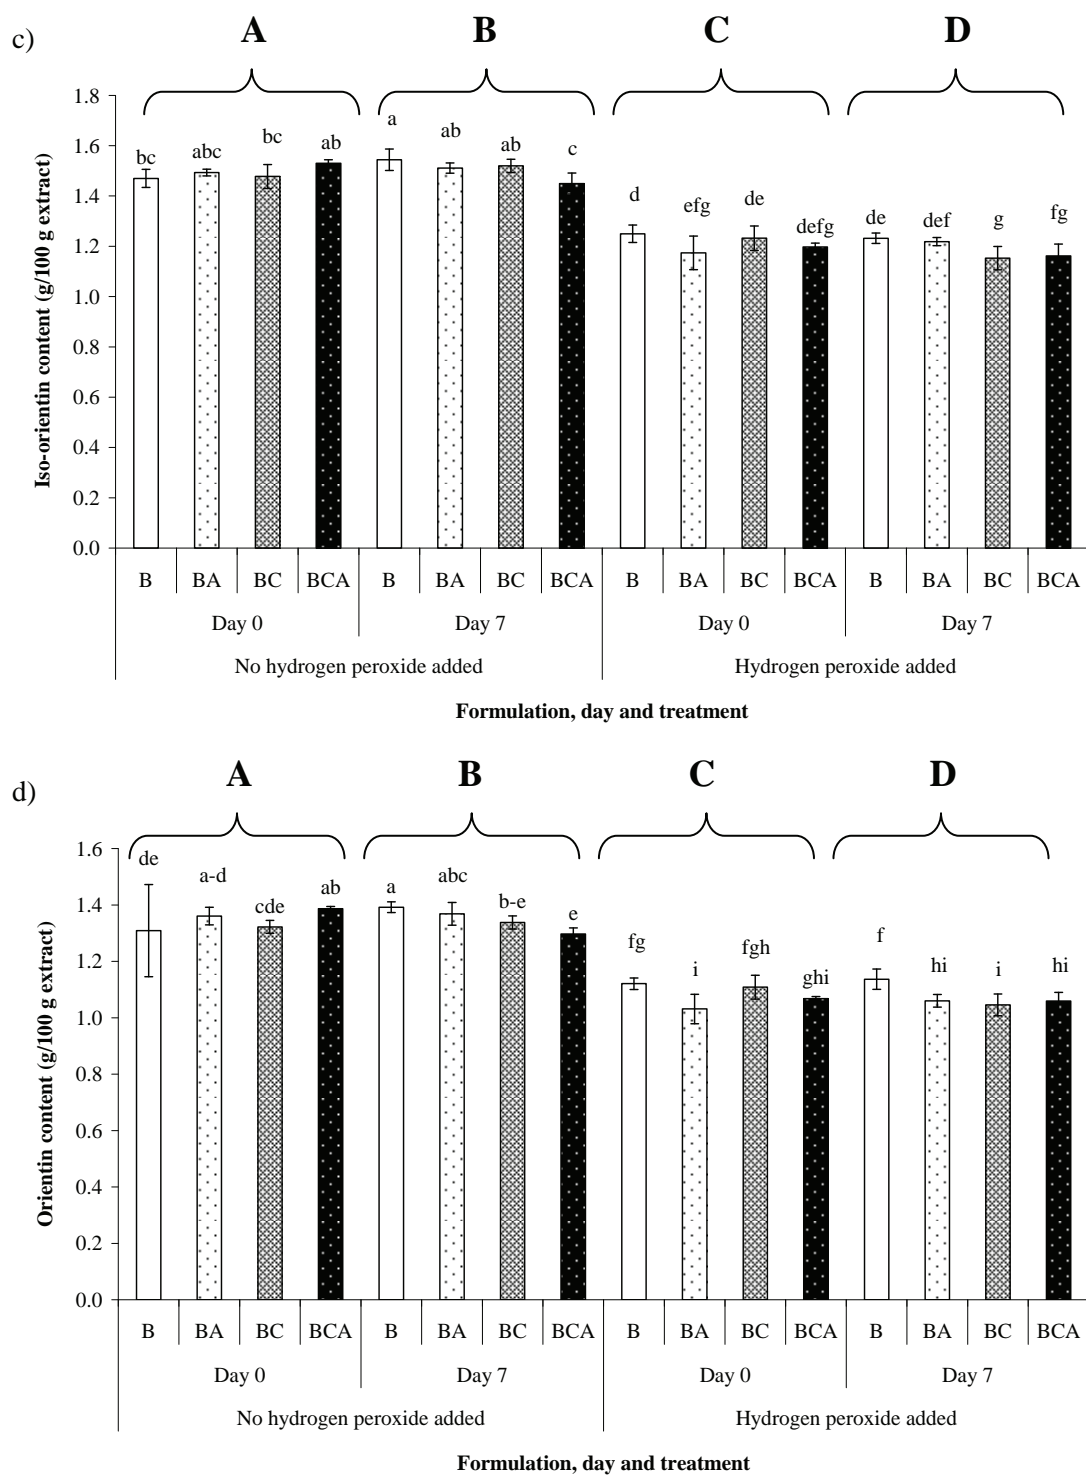 c)
A B C D
Iso-orientin content (g/100 g extract)
1.8
1.6
1.4
1.2
1.0
0.8
0.6
0.4
0.2
0.0
bc abc bc ab a ab ab c d efg de defg de def g fg
B BA BC BCA B BA BC BCA B BA BC BCA B BA BC BCA
Day 0 Day 7 Day 0 Day 7
No hydrogen peroxide added Hydrogen peroxide added
Formulation, day and treatment
d)
A B C D
Orientin content (g/100 g extract)
1.6
1.4
1.2
1.0
0.8
0.6
0.4
0.2
0.0
de a-d cde ab a abc b-e e fg i fgh ghi f hi i hi
B BA BC BCA B BA BC BCA B BA BC BCA B BA BC BCA
Day 0 Day 7 Day 0 Day 7
No hydrogen peroxide added Hydrogen peroxide added
Formulation, day and treatment